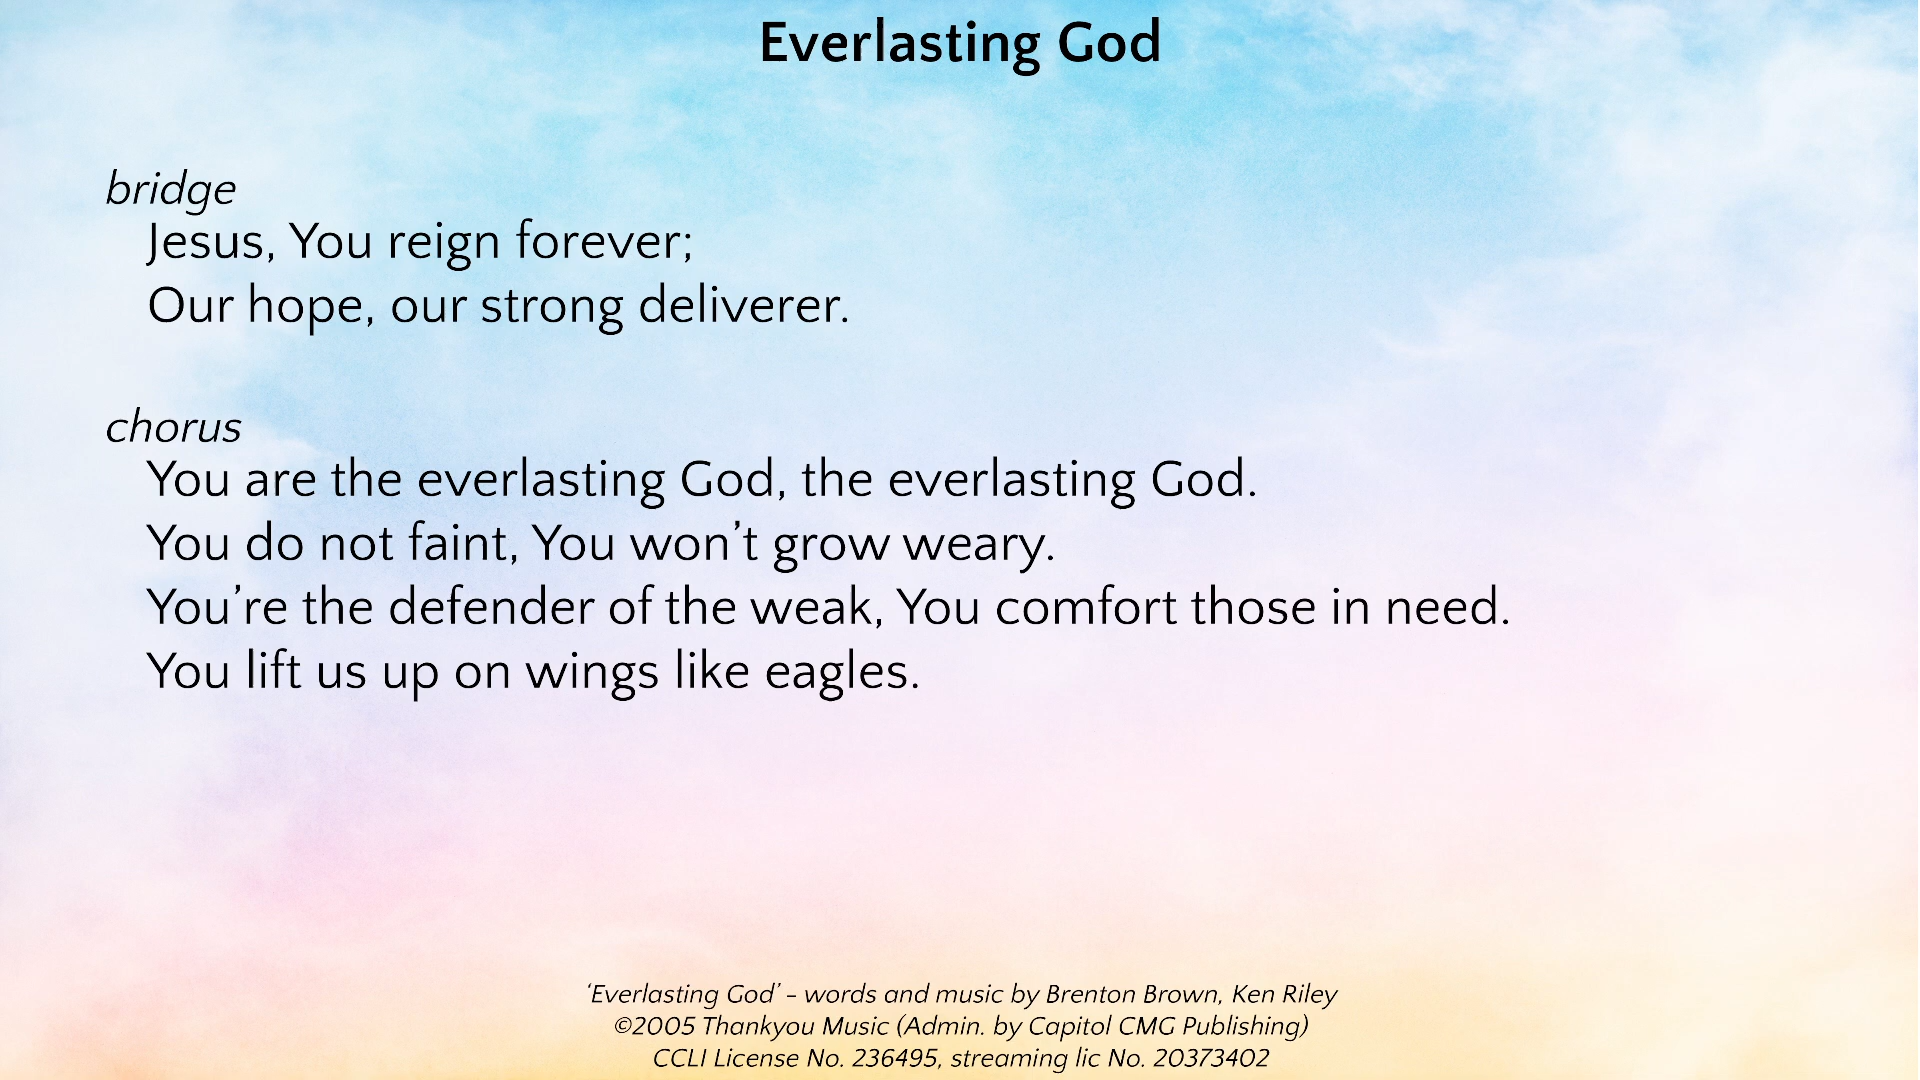 Everlasting God
bridge
Jesus, You reign forever;
Our hope, our strong deliverer.
chorus
You are the everlasting God, the everlasting God.
You do not faint, You won’t grow weary.
You’re the defender of the weak, You comfort those in need.
You lift us up on wings like eagles.
‘Everlasting God’ – words and music by Brenton Brown, Ken Riley
©2005 Thankyou Music (Admin. by Capitol CMG Publishing)
CCLI License No. 236495, streaming lic No. 20373402